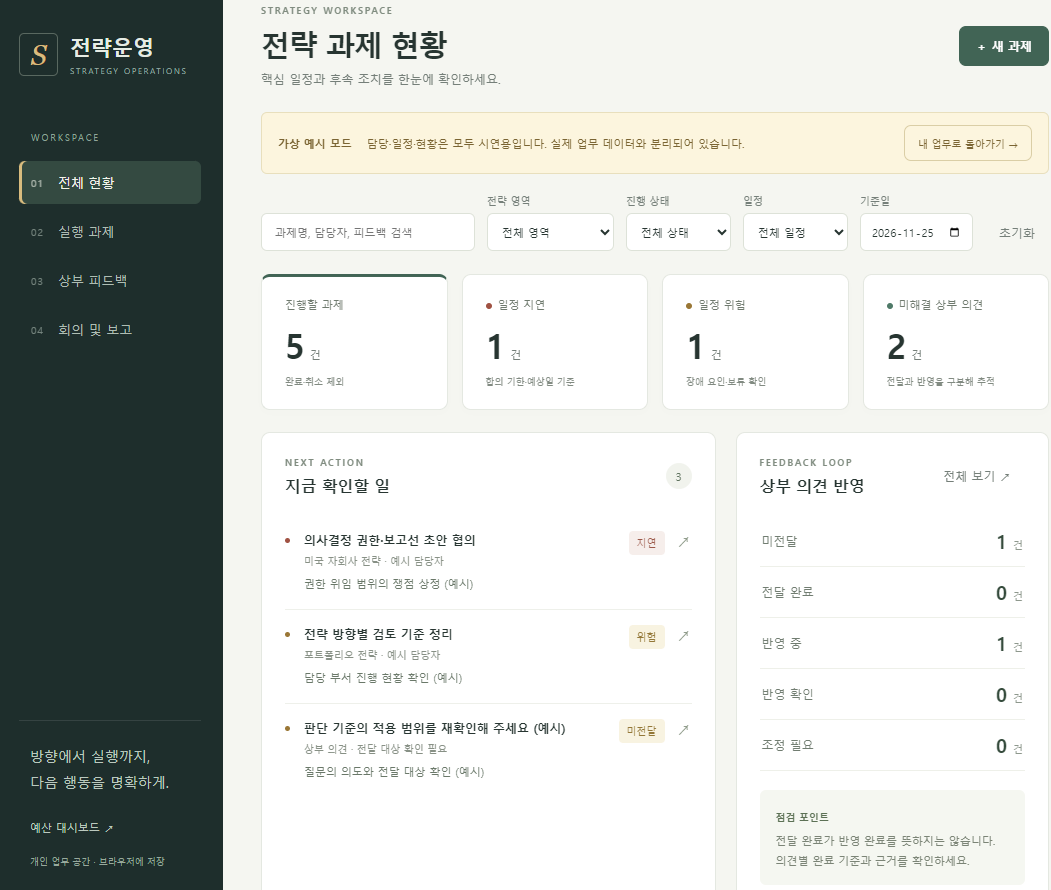 S
전략운영
STRATEGY OPERATIONS
WORKSPACE
01 전체 현황
02 실행 과제
03 상부 피드백
04 회의 및 보고
방향에서 실행까지,
다음 행동을 명확하게.
예산 대시보드 ↗
개인 업무 공간 · 브라우저에 저장
STRATEGY WORKSPACE
전략 과제 현황
핵심 일정과 후속 조치를 한눈에 확인하세요.
+ 새 과제
가상 예시 모드 담당·일정·현황은 모두 시연용입니다. 실제 업무 데이터와 분리되어 있습니다.
내 업무로 돌아가기 →
전략 영역 진행 상태 일정 기준일
과제명, 담당자, 피드백 검색 전체 영역 전체 상태 전체 일정 2026-11-25 초기화
진행할 과제
5 건
완료·취소 제외
일정 지연
1 건
합의 기한·예상일 기준
일정 위험
1 건
장애 요인·보류 확인
미해결 상부 의견
2 건
전달과 반영을 구분해 추적
NEXT ACTION
지금 확인할 일
3
의사결정 권한·보고선 초안 협의
지연 ↗
미국 자회사 전략 · 예시 담당자
권한 위임 범위의 쟁점 상정 (예시)
전략 방향별 검토 기준 정리
위험 ↗
포트폴리오 전략 · 예시 담당자
담당 부서 진행 현황 확인 (예시)
판단 기준의 적용 범위를 재확인해 주세요 (예시)
미전달 ↗
상부 의견 · 전달 대상 확인 필요
질문의 의도와 전달 대상 확인 (예시)
FEEDBACK LOOP
상부 의견 반영
전체 보기 ↗
미전달 1 건
전달 완료 0 건
반영 중 1 건
반영 확인 0 건
조정 필요 0 건
점검 포인트
전달 완료가 반영 완료를 뜻하지는 않습니다.
의견별 완료 기준과 근거를 확인하세요.